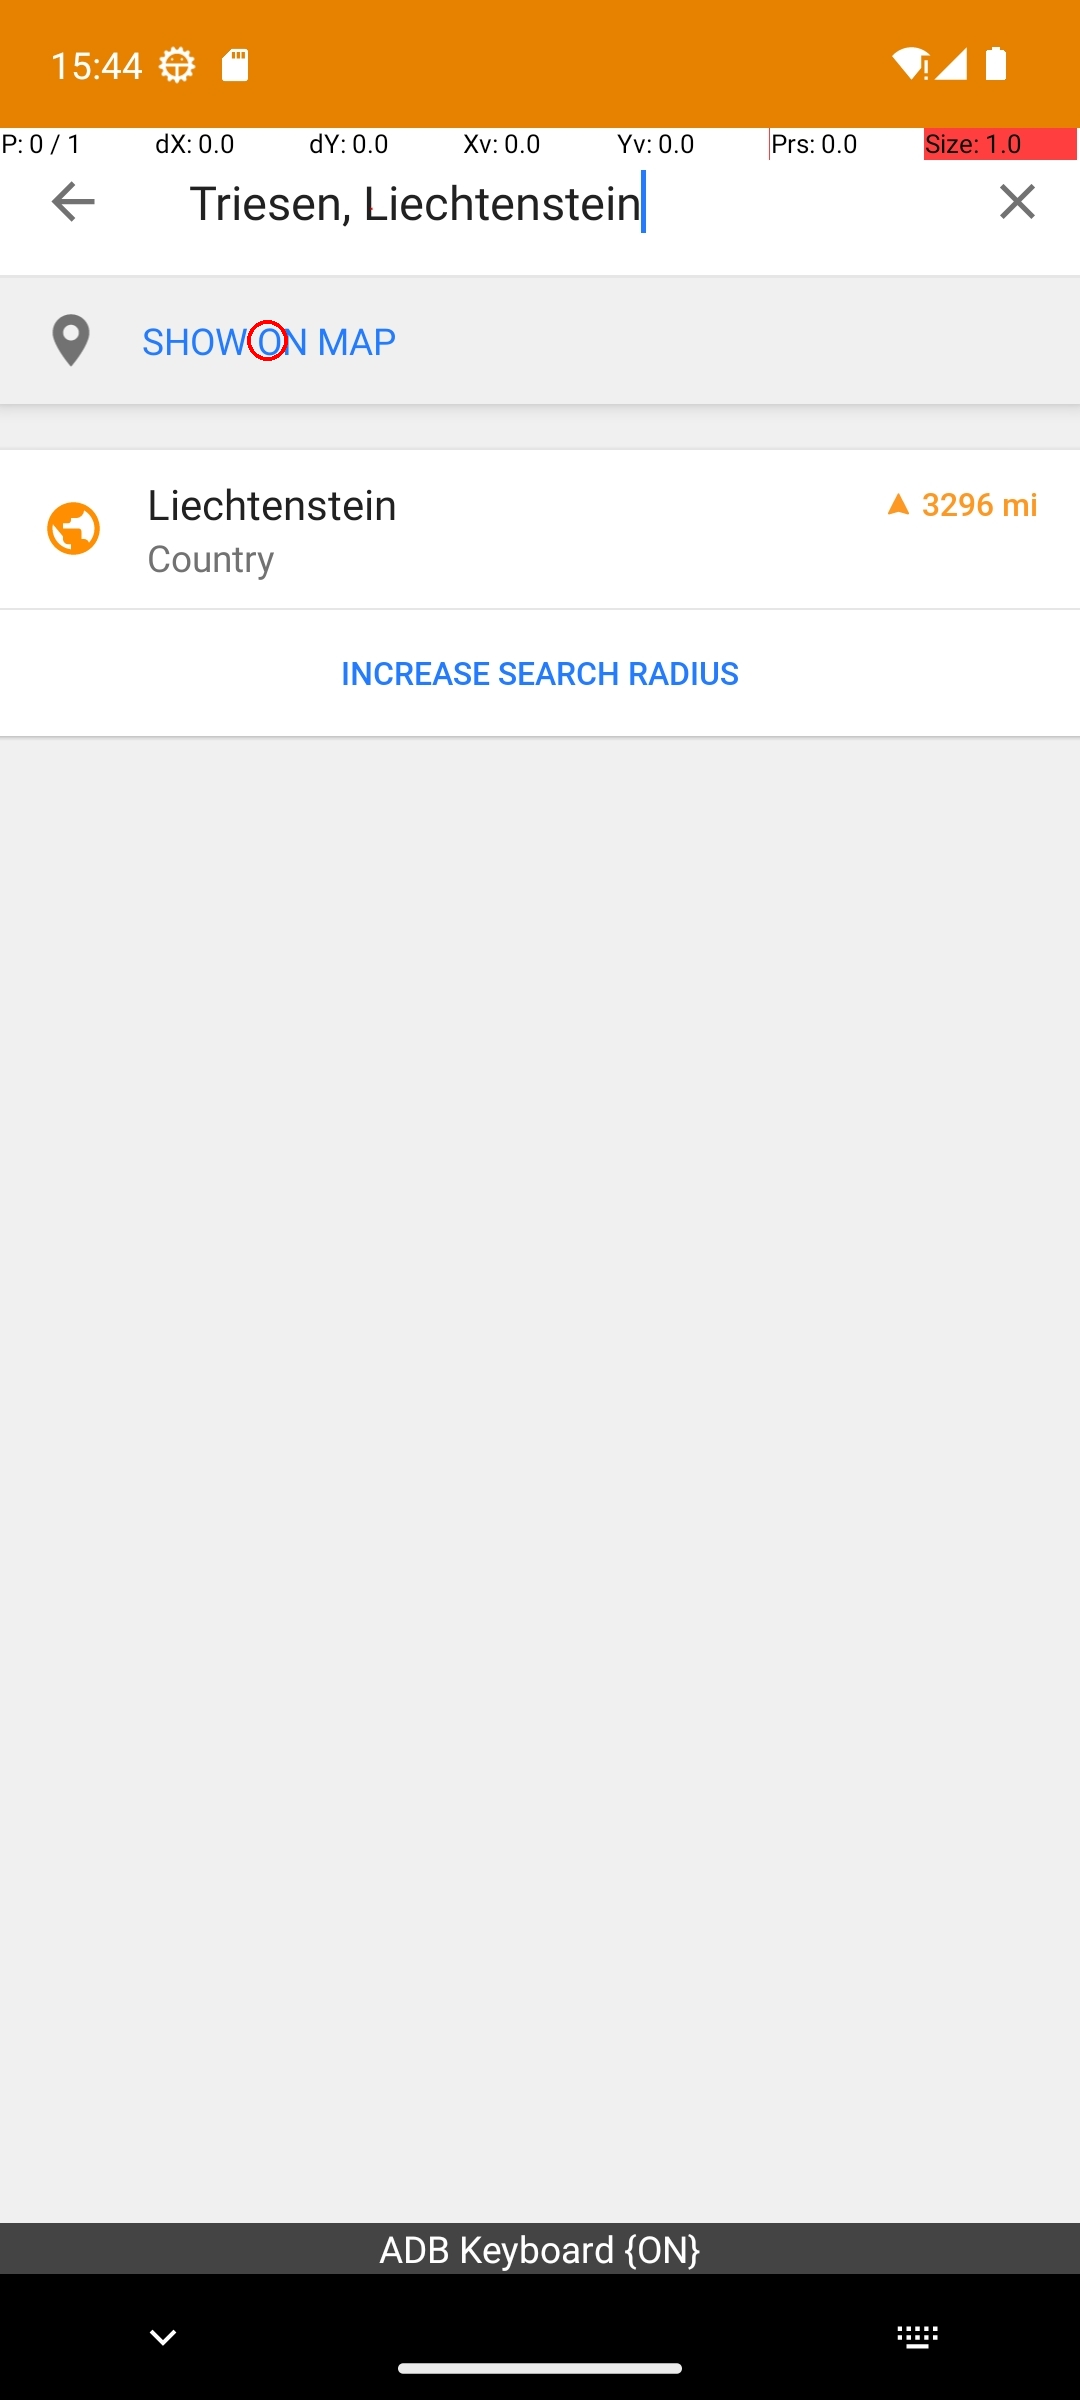 15:44
P: 0 / 1 dX: 0.0 dY: 0.0 Xv: 0.0 Yv: 0.0 Prs: 0.0 Size: 1.0
Triesen, Liechtenstein
SHOW ON MAP
Liechtenstein 3296 mi
Country
INCREASE SEARCH RADIUS
ADB Keyboard {ON}